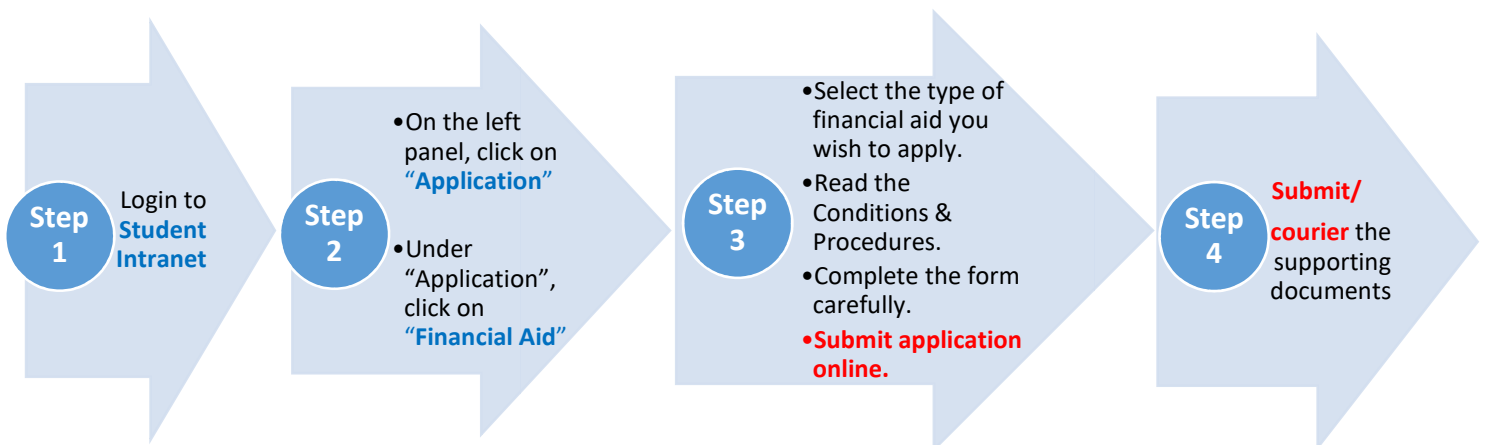 Step
1
Login to
Student
Intranet
Step
2
•On the left
panel, click on
“Application”
•Under
“Application”,
click on
“Financial Aid”
Step
3
•Select the type of
financial aid you
wish to apply.
•Read the
Conditions &
Procedures.
•Complete the form
carefully.
•Submit application
online.
Step
4
Submit/
courier the
supporting
documents